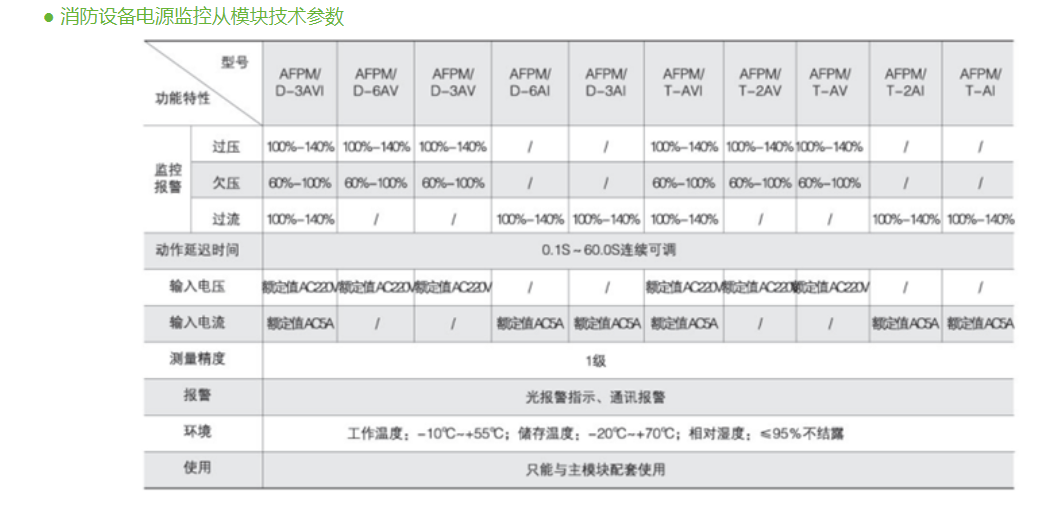 ● 消防设备电源监控从模块技术参数
型号
功能特性
AFPM/ D-3AVI AFPM/ D-6AV AFPM/ D-3AV AFPM/ D-6AI AFPM/ D-3AI AFPM/ T-AVI AFPM/ T-2AV AFPM/ T-AV AFPM/ T-2AI AFPM/ T-AI
监控报警
过压 100%-140% 100%-140% 100%-140% / / 100%-140% 100%-140% 100%-140% / /
欠压 60%-100% 60%-100% 60%-100% / / 60%-100% 60%-100% 60%-100% / /
过流 100%-140% / / 100%-140% 100%-140% 100%-140% / / 100%-140% 100%-140%
动作延迟时间 0.1S~60.0S连续可调
输入电压 额定值AC220V 额定值AC220V 额定值AC220V / / 额定值AC220V 额定值AC220V 额定值AC220V / /
输入电流 额定值AC5A / / 额定值AC5A 额定值AC5A 额定值AC5A / / 额定值AC5A 额定值AC5A
测量精度 1级
报警 光报警指示、通讯报警
环境 工作温度：-10℃~+55℃；储存温度：-20℃~+70℃；相对湿度：≤95%不结露
使用 只能与主模块配套使用